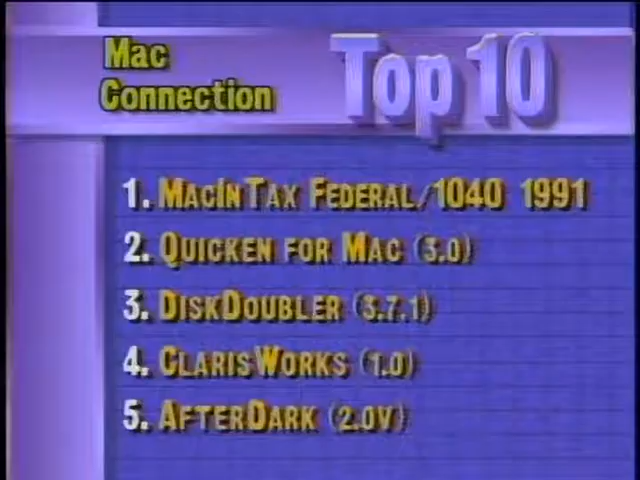 Mac
Connection
Top 10
1. MacInTax Federal/1040 1991
2. Quicken for Mac (3.0)
3. DiskDoubler (3.7.1)
4. ClarisWorks (1.0)
5. AfterDark (2.0v)